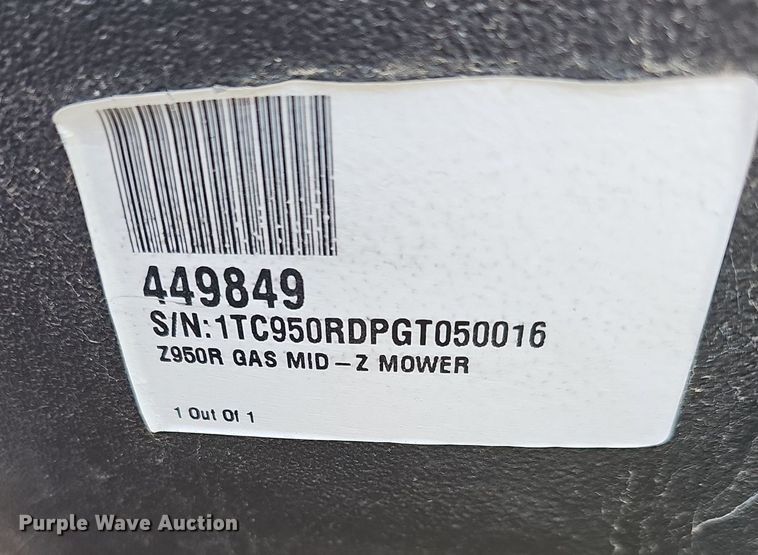 449849
S/N:1TC950RDPGT050016
Z950R GAS MID-Z MOWER
1 Out Of 1
Purple Wave Auction